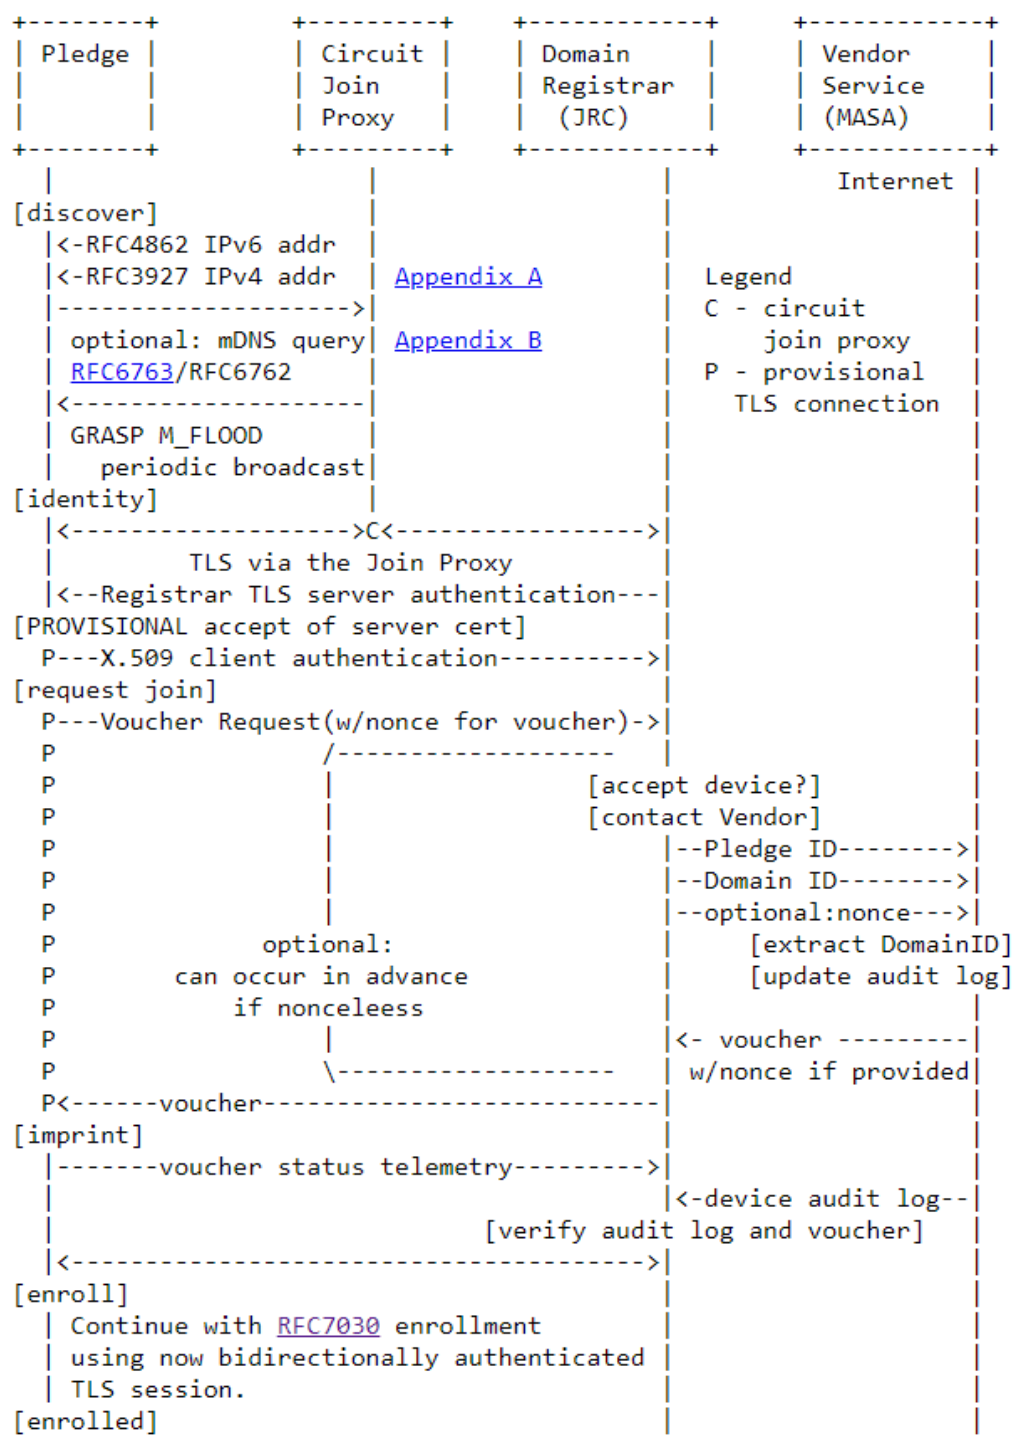 +--------+         +---------+    +------------+     +------------+
| Pledge |         | Circuit |    | Domain     |     | Vendor     |
|        |         | Join    |    | Registrar  |     | Service    |
|        |         | Proxy   |    |  (JRC)     |     | (MASA)     |
+--------+         +---------+    +------------+     +------------+
  |                     |                   |           Internet |
[discover]              |                   |                    |
  |<-RFC4862 IPv6 addr  |                   |                    |
  |<-RFC3927 IPv4 addr  | Appendix A        |  Legend            |
  |-------------------->|                   |  C - circuit       |
  | optional: mDNS query| Appendix B        |      join proxy    |
  | RFC6763/RFC6762     |                   |  P - provisional   |
  |<--------------------|                   |    TLS connection  |
  | GRASP M_FLOOD       |                   |                    |
  |   periodic broadcast|                   |                    |
[identity]              |                   |                    |
  |<------------------->C<----------------->|                    |
  |         TLS via the Join Proxy          |                    |
  |<--Registrar TLS server authentication---|                    |
[PROVISIONAL accept of server cert]         |                    |
  P---X.509 client authentication---------->|                    |
[request join]                              |                    |
  P---Voucher Request(w/nonce for voucher)->|                    |
  P                  /-------------------   |                    |
  P                  |                 [accept device?]          |
  P                  |                 [contact Vendor]          |
  P                  |                      |--Pledge ID-------->|
  P                  |                      |--Domain ID-------->|
  P                  |                      |--optional:nonce--->|
  P              optional:                  |     [extract DomainID]
  P        can occur in advance             |     [update audit log]
  P            if nonceleess                |                    |
  P                  |                      |<- voucher ---------|
  P                  \-------------------   | w/nonce if provided|
  P<------voucher---------------------------|                    |
[imprint]                                   |                    |
  |-------voucher status telemetry--------->|                    |
  |                                         |<-device audit log--|
  |                             [verify audit log and voucher]   |
  |<--------------------------------------->|                    |
[enroll]                                    |                    |
  | Continue with RFC7030 enrollment        |                    |
  | using now bidirectionally authenticated |                    |
  | TLS session.                            |                    |
[enrolled]                                  |                    |